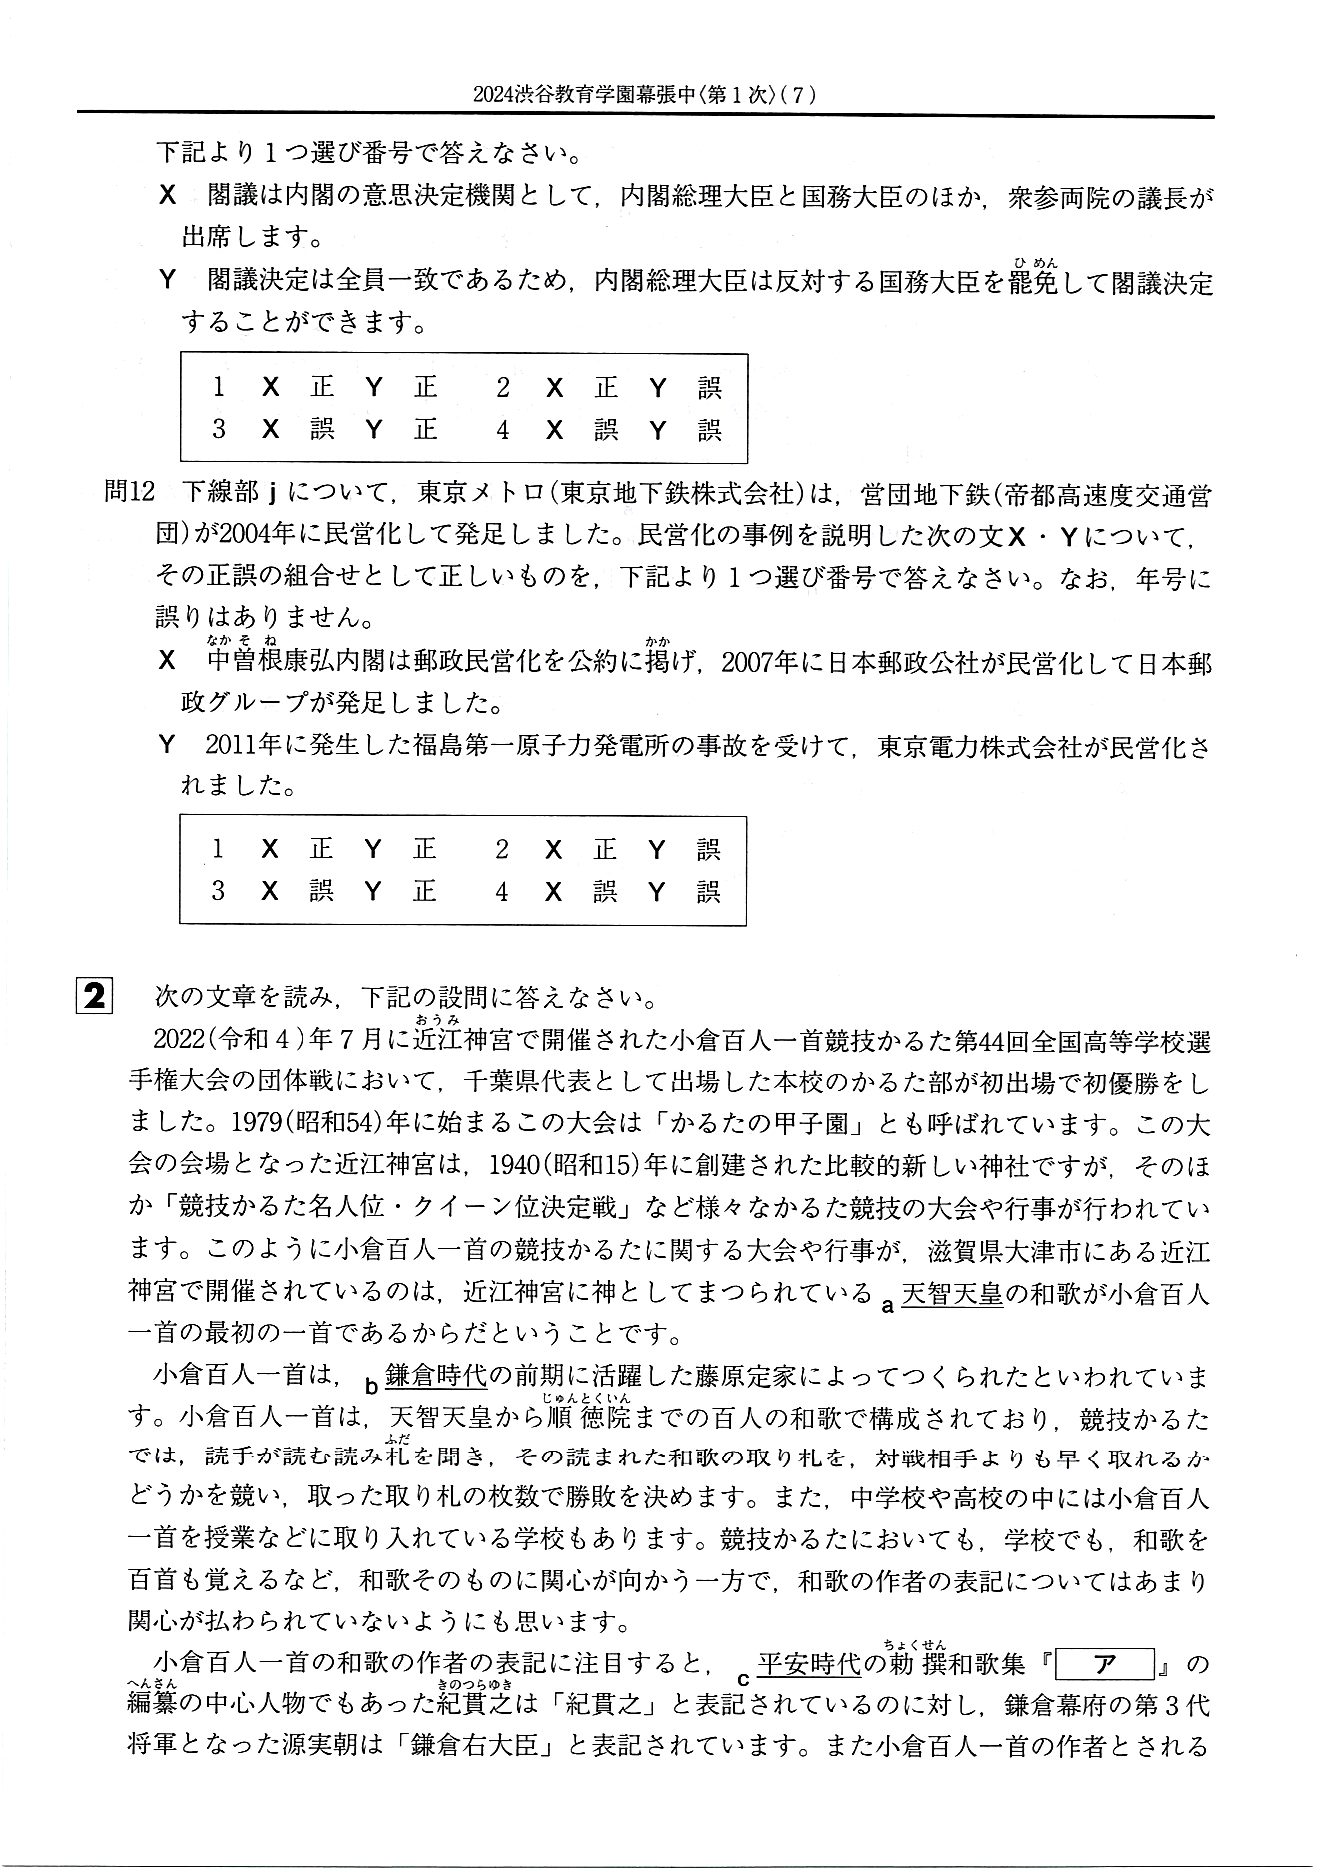 2024渋谷教育学園幕張中〈第1次〉(7)
下記より1つ選び番号で答えなさい。
X 閣議は内閣の意思決定機関として，内閣総理大臣と国務大臣のほか，衆参両院の議長が
出席します。
Y 閣議決定は全員一致であるため，内閣総理大臣は反対する国務大臣を罷免して閣議決定
ひめん
することができます。
1 X 正 Y 正 2 X 正 Y 誤
3 X 誤 Y 正 4 X 誤 Y 誤
問12 下線部jについて，東京メトロ(東京地下鉄株式会社)は，営団地下鉄(帝都高速度交通営
団)が2004年に民営化して発足しました。民営化の事例を説明した次の文X・Yについて，
その正誤の組合せとして正しいものを，下記より1つ選び番号で答えなさい。なお，年号に
誤りはありません。
なかそね かか
X 中曽根康弘内閣は郵政民営化を公約に掲げ，2007年に日本郵政公社が民営化して日本郵
政グループが発足しました。
Y 2011年に発生した福島第一原子力発電所の事故を受けて，東京電力株式会社が民営化さ
れました。
1 X 正 Y 正 2 X 正 Y 誤
3 X 誤 Y 正 4 X 誤 Y 誤
2 次の文章を読み，下記の設問に答えなさい。
おうみ
2022(令和4)年7月に近江神宮で開催された小倉百人一首競技かるた第44回全国高等学校選
手権大会の団体戦において，千葉県代表として出場した本校のかるた部が初出場で初優勝をし
ました。1979(昭和54)年に始まるこの大会は「かるたの甲子園」とも呼ばれています。この大
会の会場となった近江神宮は，1940(昭和15)年に創建された比較的新しい神社ですが，そのほ
か「競技かるた名人位・クイーン位決定戦」など様々なかるた競技の大会や行事が行われてい
ます。このように小倉百人一首の競技かるたに関する大会や行事が，滋賀県大津市にある近江
神宮で開催されているのは，近江神宮に神としてまつられているa天智天皇の和歌が小倉百人
一首の最初の一首であるからだということです。
小倉百人一首は，b鎌倉時代の前期に活躍した藤原定家によってつくられたといわれていま
じゅんとくいん
す。小倉百人一首は，天智天皇から順徳院までの百人の和歌で構成されており，競技かるた
ふだ
では，読手が読む読み札を聞き，その読まれた和歌の取り札を，対戦相手よりも早く取れるか
どうかを競い，取った取り札の枚数で勝敗を決めます。また，中学校や高校の中には小倉百人
一首を授業などに取り入れている学校もあります。競技かるたにおいても，学校でも，和歌を
百首も覚えるなど，和歌そのものに関心が向かう一方で，和歌の作者の表記についてはあまり
関心が払われていないようにも思います。
ちょくせん
小倉百人一首の和歌の作者の表記に注目すると，c平安時代の勅撰和歌集『ア』の
へんさん きのつらゆき
編纂の中心人物でもあった紀貫之は「紀貫之」と表記されているのに対し，鎌倉幕府の第3代
将軍となった源実朝は「鎌倉右大臣」と表記されています。また小倉百人一首の作者とされる